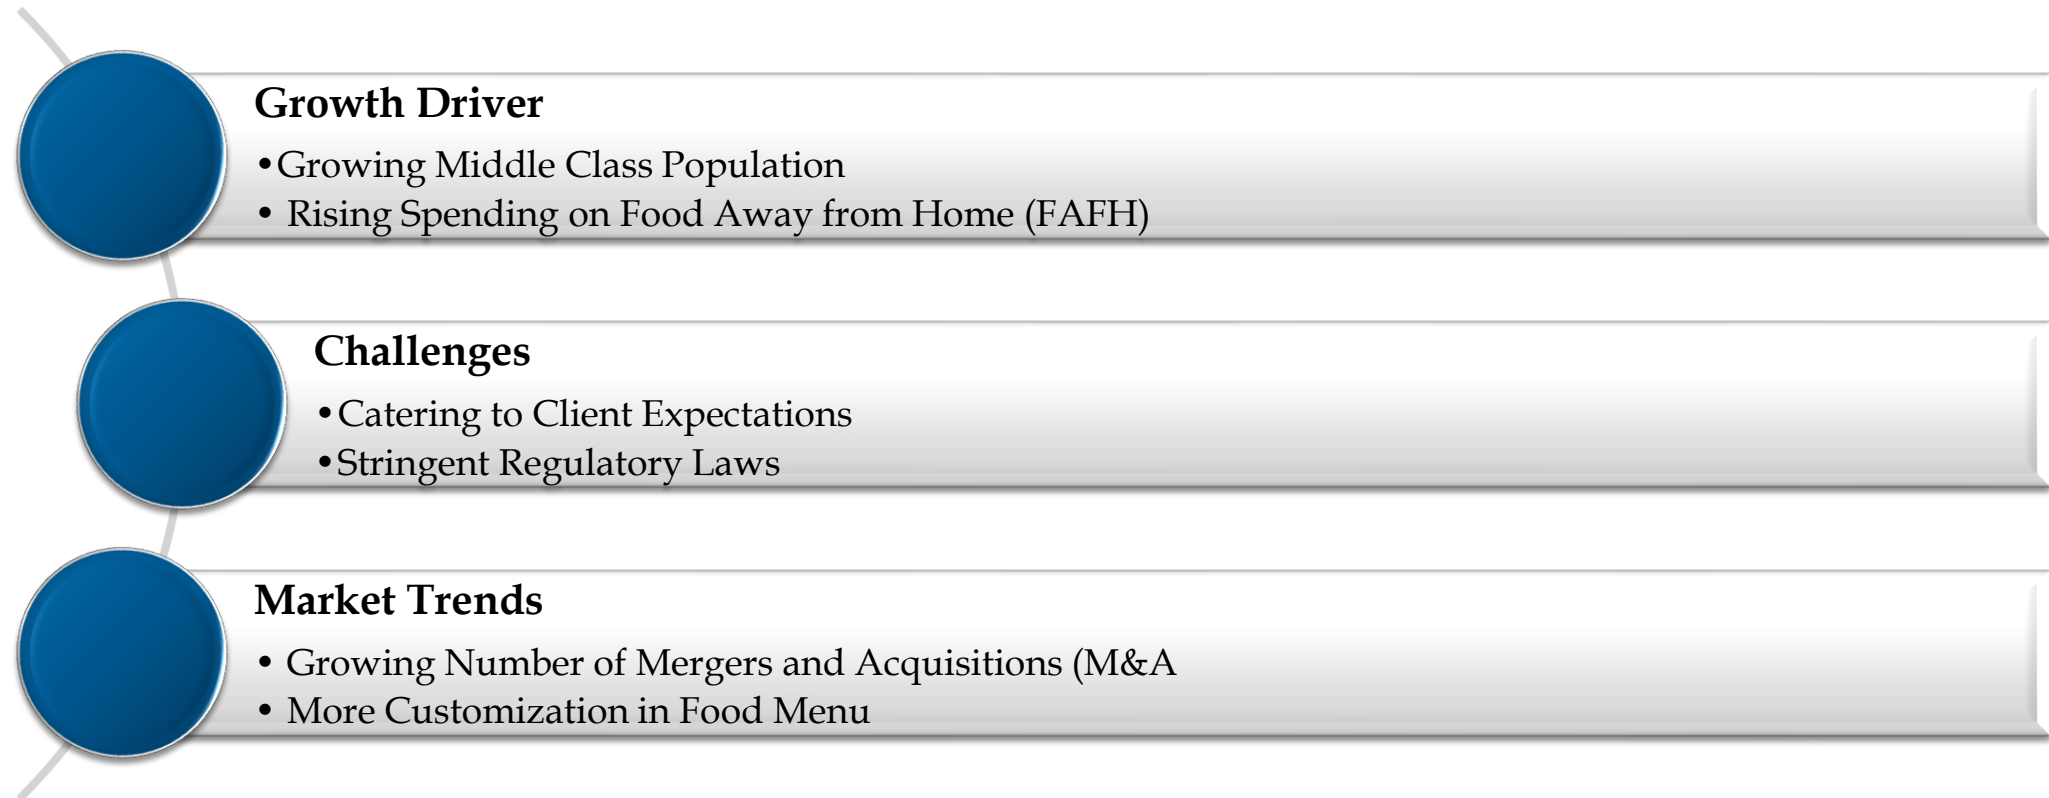 Growth Driver
•Growing Middle Class Population
• Rising Spending on Food Away from Home (FAFH)
Challenges
•Catering to Client Expectations
•Stringent Regulatory Laws
Market Trends
• Growing Number of Mergers and Acquisitions (M&A
• More Customization in Food Menu